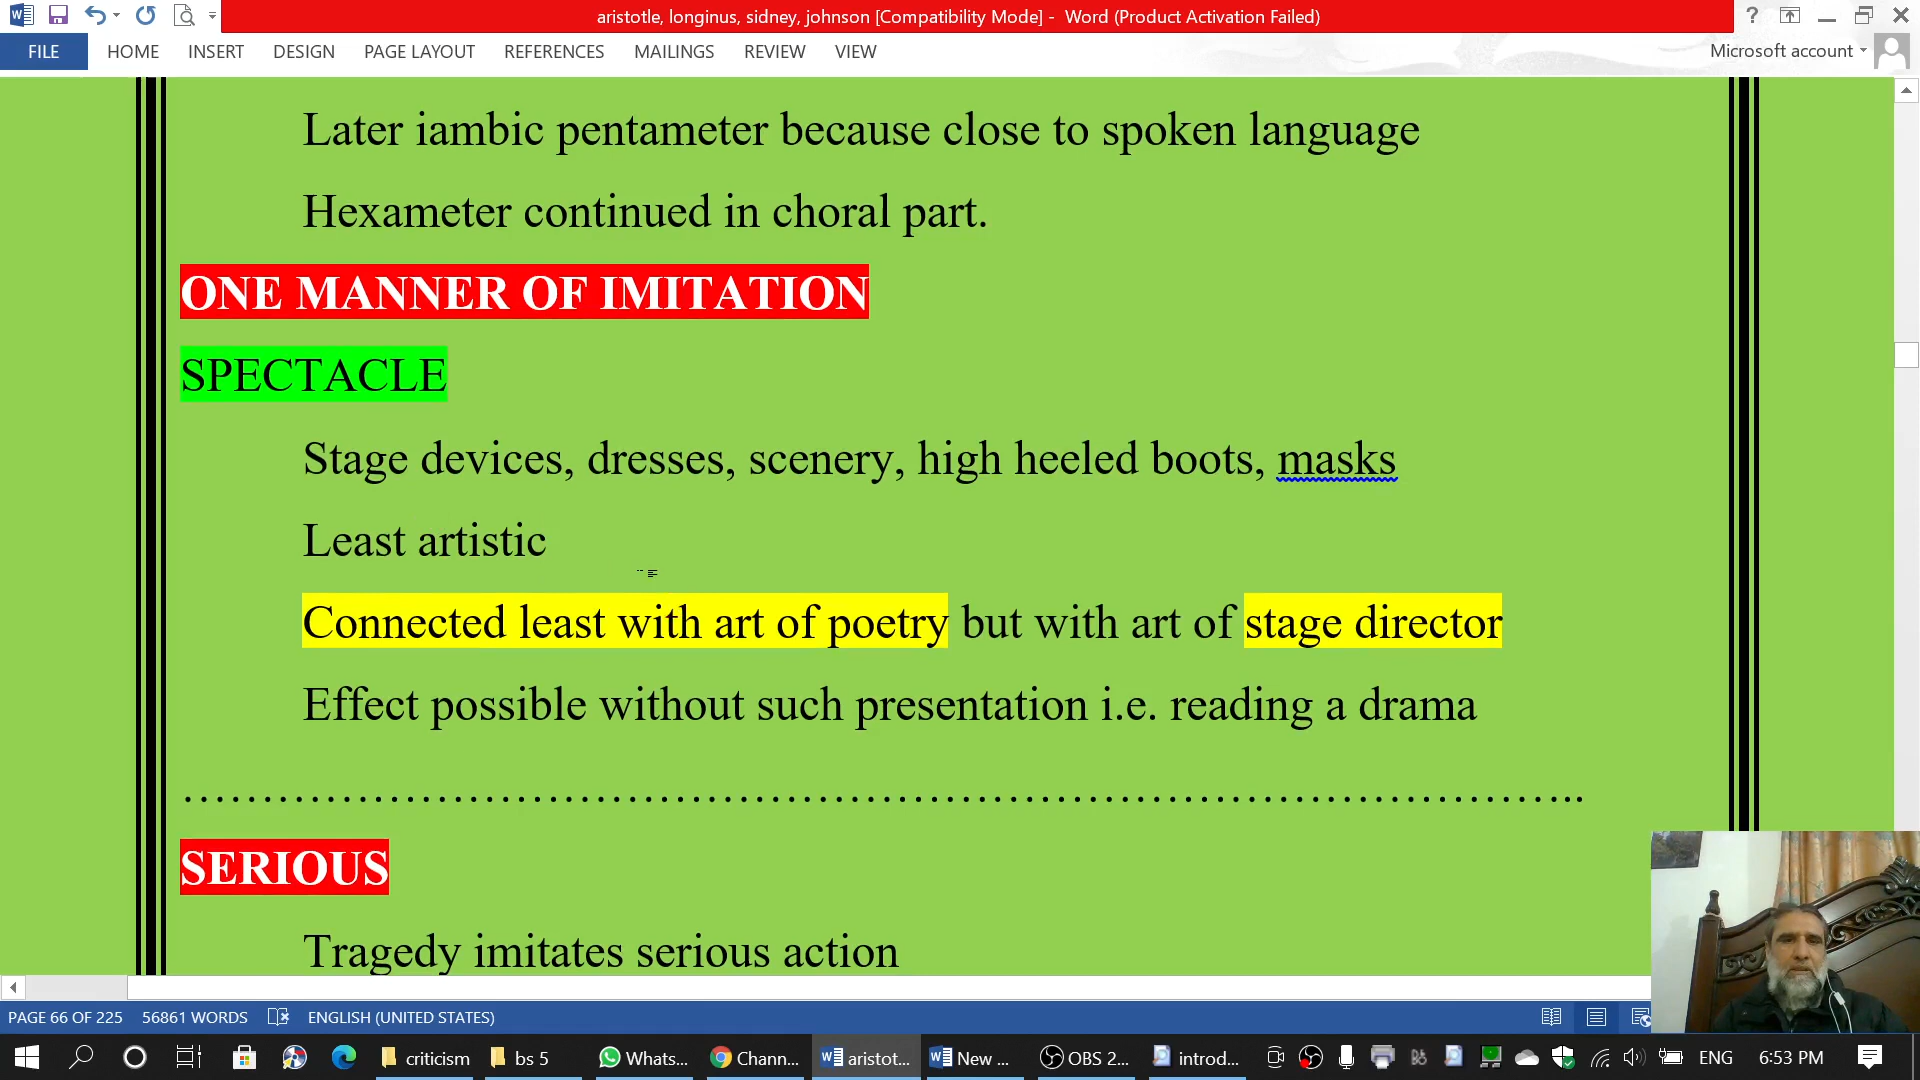 aristotle, longinus, sidney, johnson [Compatibility Mode] - Word (Product Activation Failed)
FILE HOME INSERT DESIGN PAGE LAYOUT REFERENCES MAILINGS REVIEW VIEW
Microsoft account
Later iambic pentameter because close to spoken language
Hexameter continued in choral part.
ONE MANNER OF IMITATION
SPECTACLE
Stage devices, dresses, scenery, high heeled boots, masks
Least artistic
Connected least with art of poetry but with art of stage director
Effect possible without such presentation i.e. reading a drama
…………………………………………………………………………..
SERIOUS
Tragedy imitates serious action
PAGE 66 OF 225 56861 WORDS ENGLISH (UNITED STATES)
criticism bs 5 Whats... Chann... aristot... New ... OBS 2... introd... ENG 6:53 PM